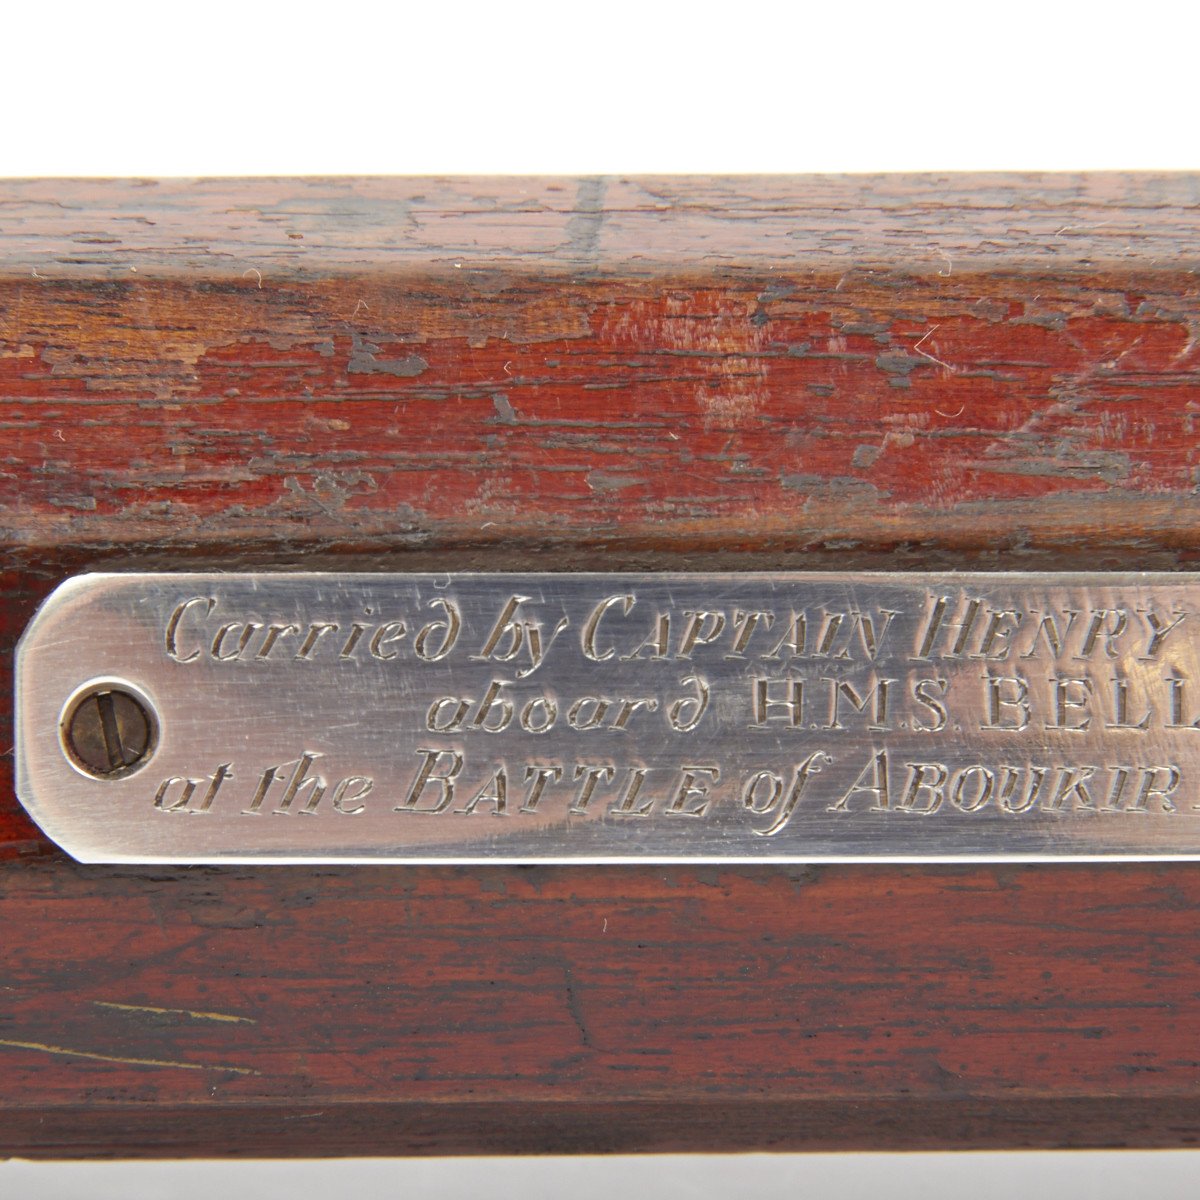 Carried by CAPTAIN HENRY
aboard H.M.S. BELL
at the BATTLE of ABOUKIR